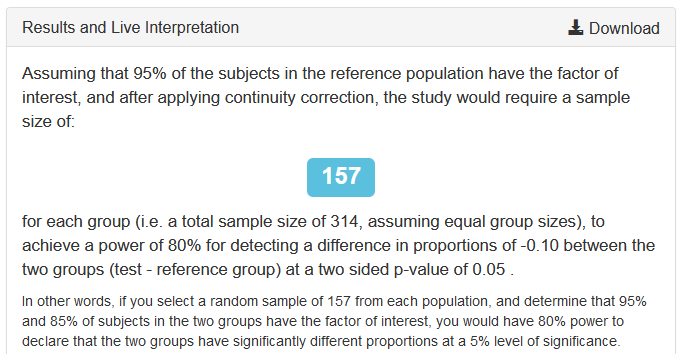 Results and Live Interpretation
Download
Assuming that 95% of the subjects in the reference population have the factor of
interest, and after applying continuity correction, the study would require a sample
size of:
157
for each group (i.e. a total sample size of 314, assuming equal group sizes), to
achieve a power of 80% for detecting a difference in proportions of -0.10 between the
two groups (test - reference group) at a two sided p-value of 0.05 .
In other words, if you select a random sample of 157 from each population, and determine that 95%
and 85% of subjects in the two groups have the factor of interest, you would have 80% power to
declare that the two groups have significantly different proportions at a 5% level of significance.